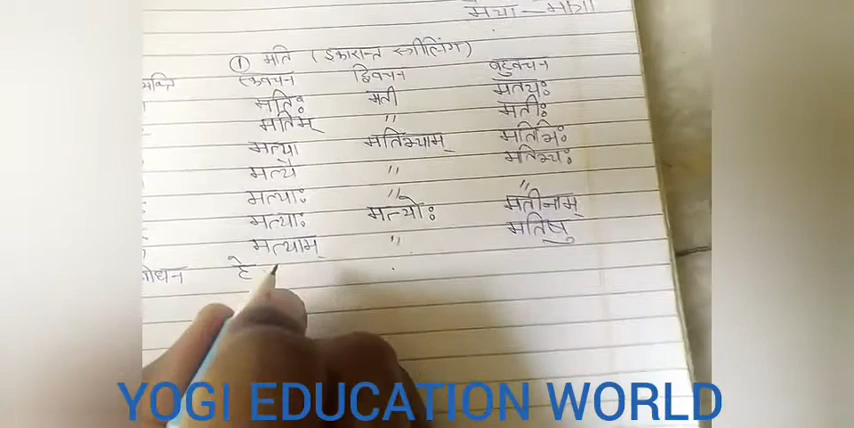 ① मति (इकारान्त स्त्रीलिंग)
एकवचन द्विवचन बहुवचन
मतिः मती मतयः
मतिम् " मतीः
मत्या मतिभ्याम् मतिभिः
मत्यै " मतिभ्यः
मत्याः " "
मत्याः मत्योः मतीनाम्
मत्याम् " मतिषु
हे
YOGI EDUCATION WORLD